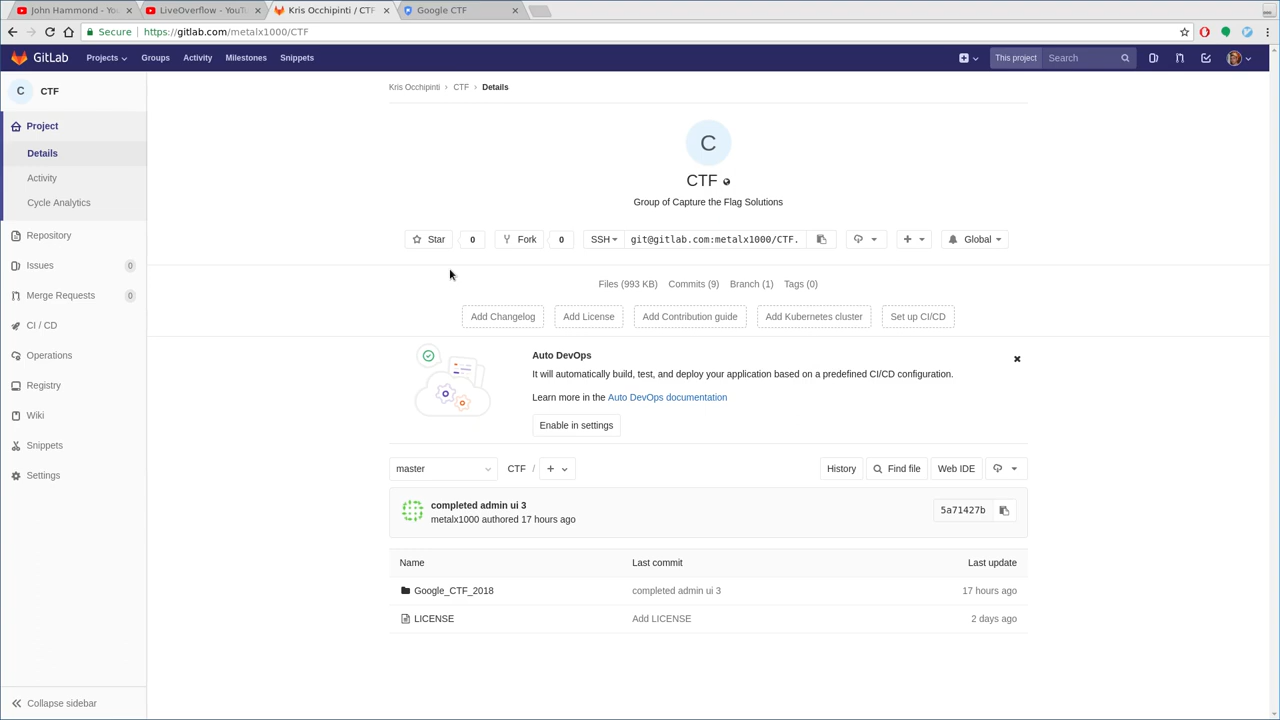 John Hammond - You
LiveOverflow - YouTu
Kris Occhipinti / CTF
Google CTF
Secure https://gitlab.com/metalx1000/CTF
GitLab Projects Groups Activity Milestones Snippets This project Search
C CTF
Project
Details
Activity
Cycle Analytics
Repository
Issues 0
Merge Requests 0
CI / CD
Operations
Registry
Wiki
Snippets
Settings
Collapse sidebar
Kris Occhipinti > CTF > Details
C
CTF
Group of Capture the Flag Solutions
Star 0 Fork 0 SSH git@gitlab.com:metalx1000/CTF. Global
Files (993 KB) Commits (9) Branch (1) Tags (0)
Add Changelog Add License Add Contribution guide Add Kubernetes cluster Set up CI/CD
Auto DevOps
It will automatically build, test, and deploy your application based on a predefined CI/CD configuration.
Learn more in the Auto DevOps documentation
Enable in settings
master CTF / + History Find file Web IDE
completed admin ui 3
metalx1000 authored 17 hours ago
5a71427b
Name Last commit Last update
Google_CTF_2018 completed admin ui 3 17 hours ago
LICENSE Add LICENSE 2 days ago